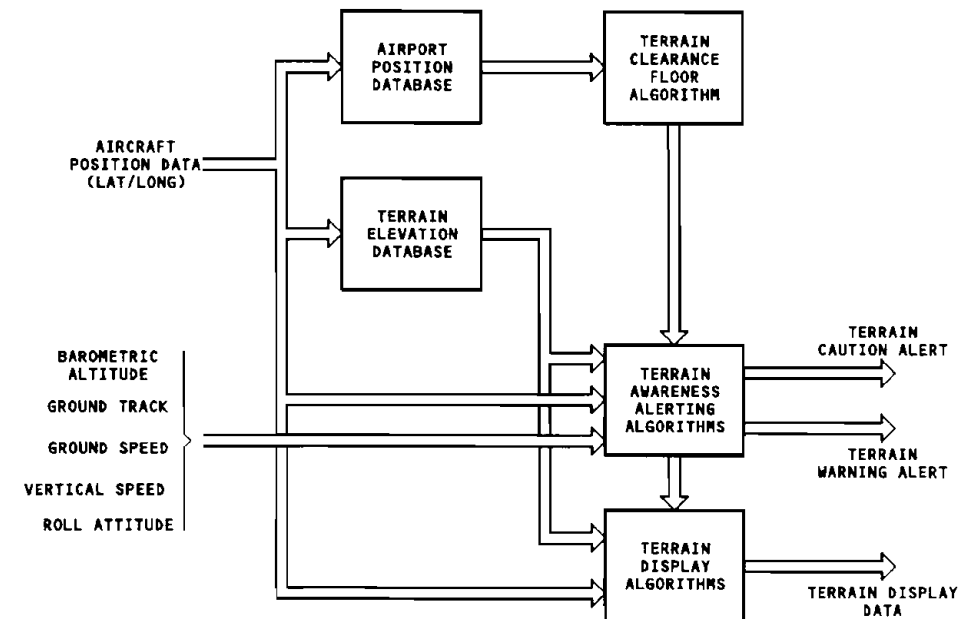 AIRPORT
POSITION
DATABASE
TERRAIN
CLEARANCE
FLOOR
ALGORITHM
AIRCRAFT
POSITION DATA
(LAT/LONG)
TERRAIN
ELEVATION
DATABASE
BAROMETRIC
ALTITUDE
GROUND TRACK
GROUND SPEED
VERTICAL SPEED
ROLL ATTITUDE
TERRAIN
AWARENESS
ALERTING
ALGORITHMS
TERRAIN
CAUTION ALERT
TERRAIN
WARNING ALERT
TERRAIN
DISPLAY
ALGORITHMS
TERRAIN DISPLAY
DATA